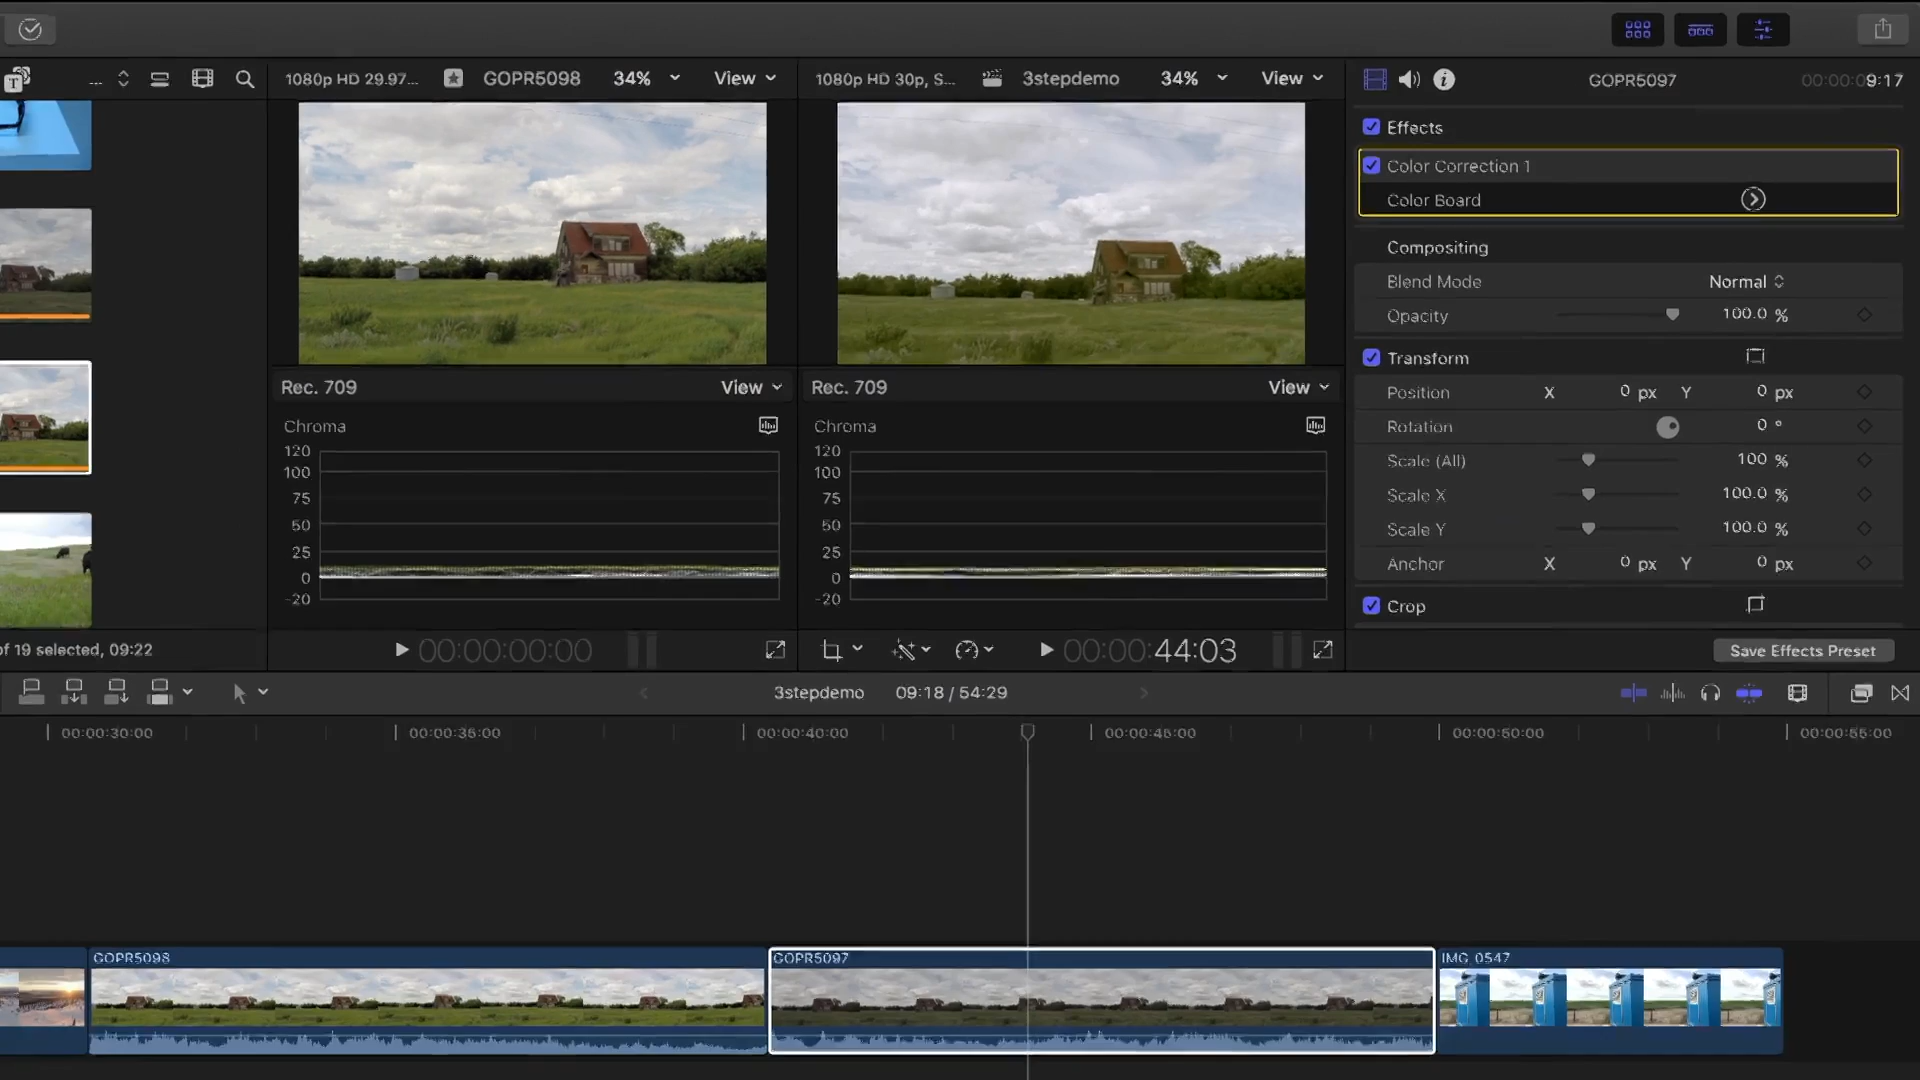 T
...
1080p HD 29.97...
GOPR5098
34%
View
1080p HD 30p, S...
3stepdemo
34%
View
GOPR5097
00:00:09:17
Effects
Color Correction 1
Color Board
Compositing
Blend Mode
Normal
Opacity
100.0 %
Transform
Position
X
0 px
Y
0 px
Rotation
0 °
Scale (All)
100 %
Scale X
100.0 %
Scale Y
100.0 %
Anchor
X
0 px
Y
0 px
Crop
Save Effects Preset
Rec. 709
View
Chroma
120
100
75
50
25
0
-20
Rec. 709
View
Chroma
120
100
75
50
25
0
-20
of 19 selected, 09:22
00:00:00:00
00:00:44:03
3stepdemo
09:18 / 54:29
00:00:30:00
00:00:35:00
00:00:40:00
00:00:45:00
00:00:50:00
00:00:55:00
GOPR5098
GOPR5097
IMG_0547